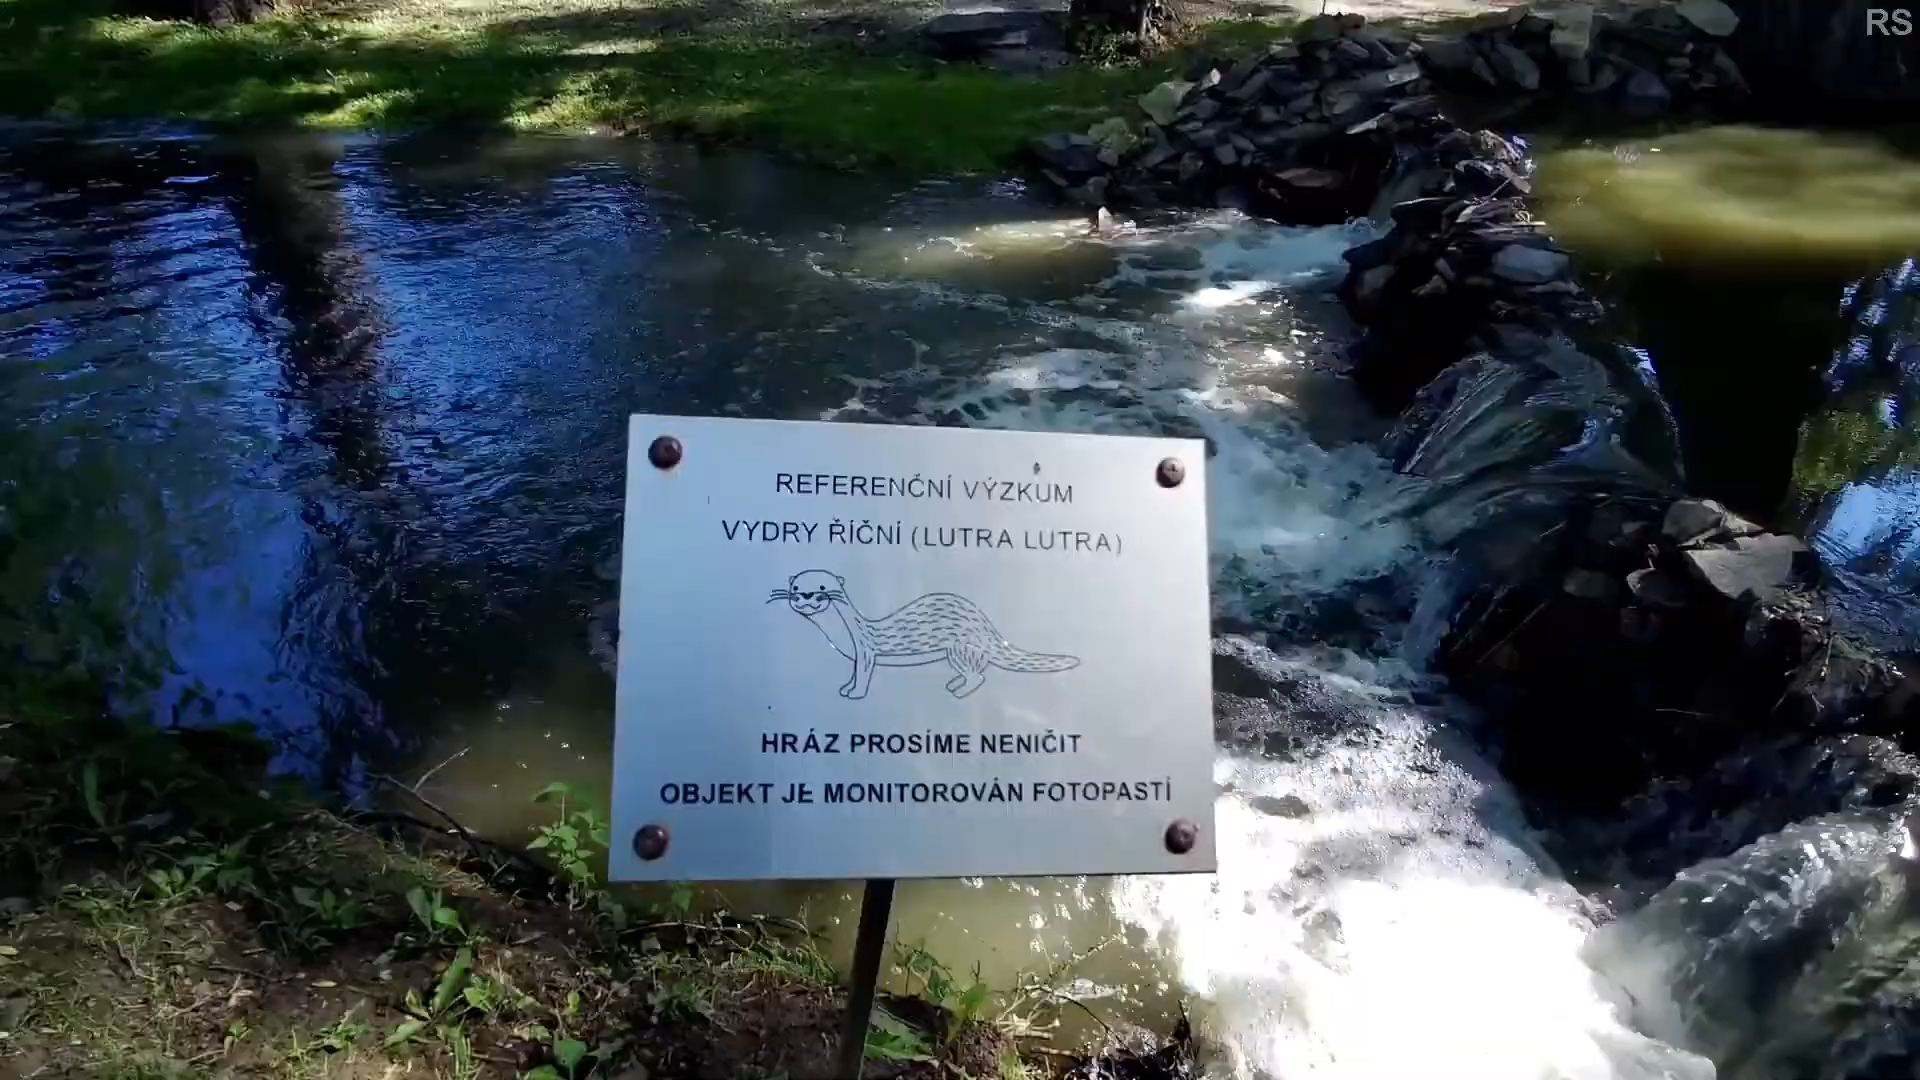 RS
REFERENČNÍ VÝZKUM
VYDRY ŘÍČNÍ (LUTRA LUTRA)
HRÁZ PROSÍME NENIČIT
OBJEKT JE MONITOROVÁN FOTOPASTÍ